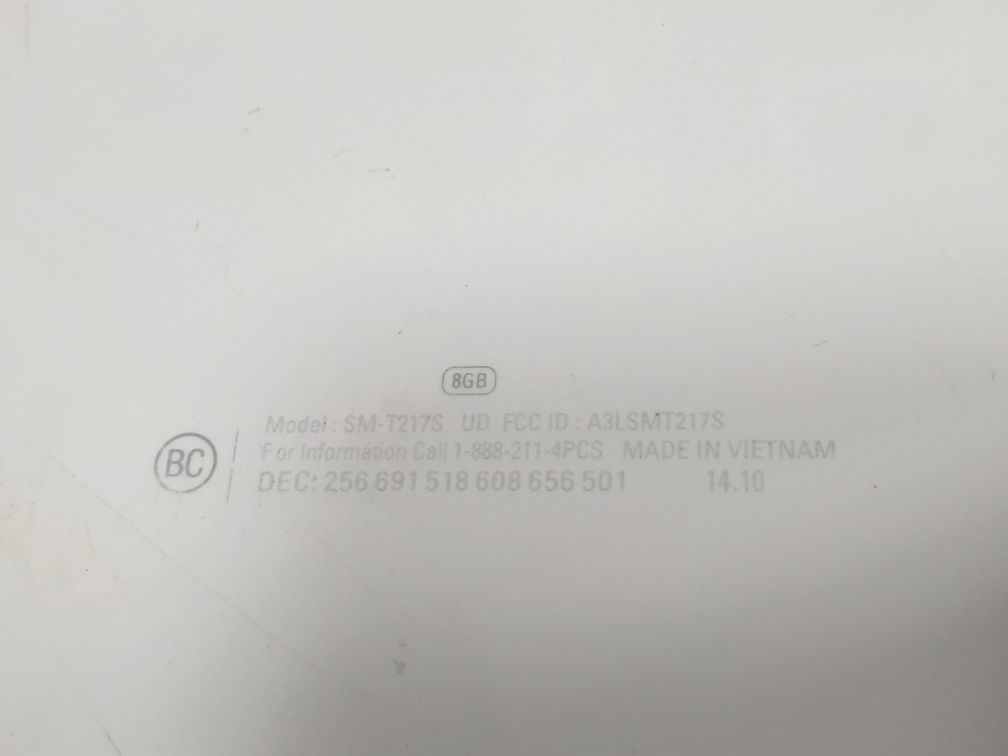 8GB
Model : SM-T217S UD FCC ID : A3LSMT217S
For Information Call 1-888-211-4PCS MADE IN VIETNAM
BC
DEC: 256 691 518 608 656 501 14.10